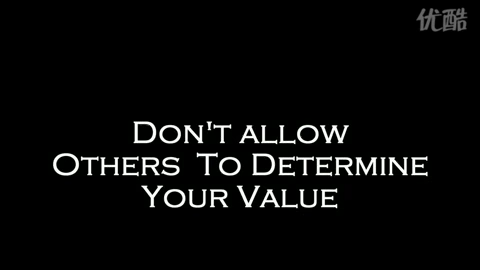 优酷
Don't allow
Others To Determine
Your Value